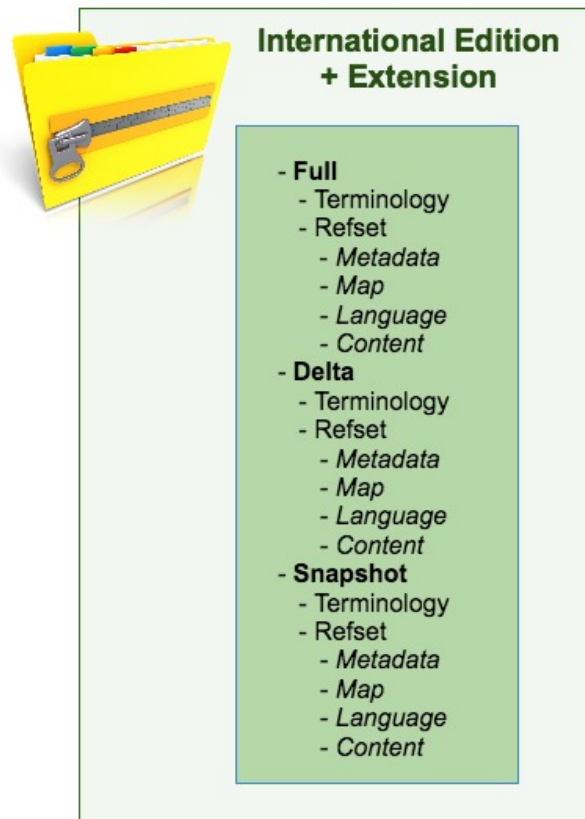 International Edition
+ Extension
- Full
- Terminology
- Refset
- Metadata
- Map
- Language
- Content
- Delta
- Terminology
- Refset
- Metadata
- Map
- Language
- Content
- Snapshot
- Terminology
- Refset
- Metadata
- Map
- Language
- Content